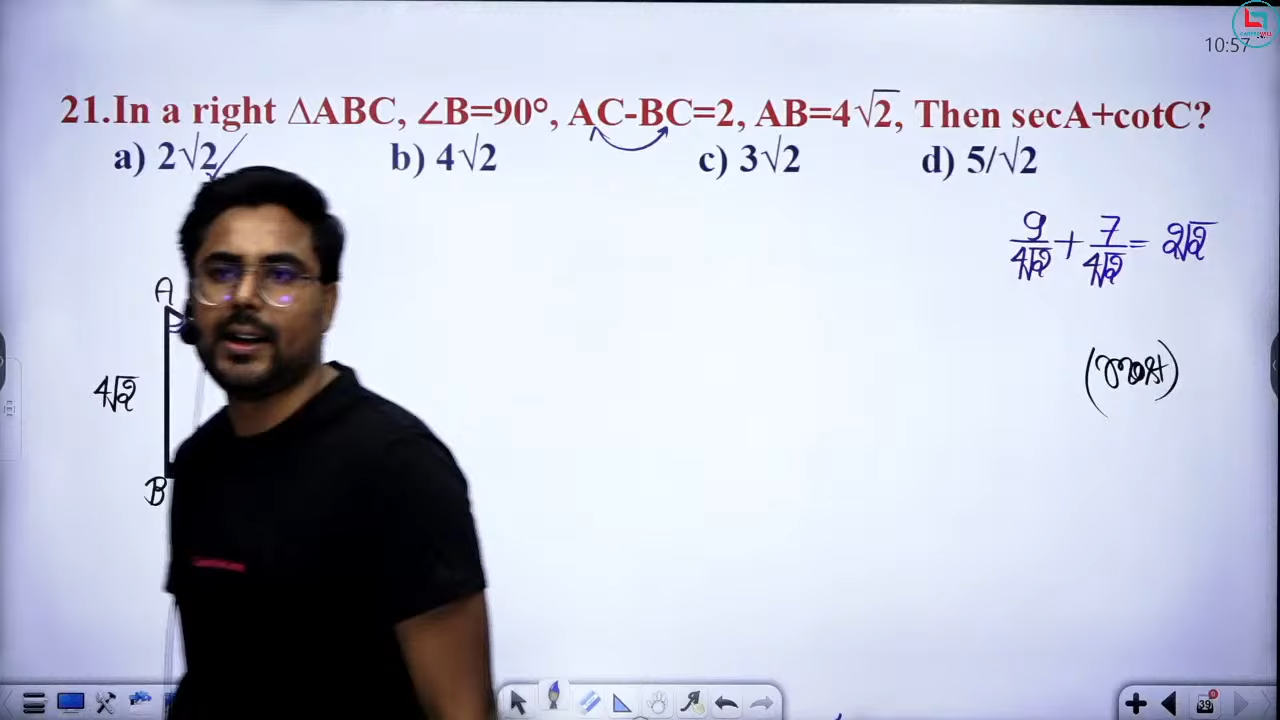 10:57
21.In a right ∆ABC, ∠B=90°, AC-BC=2, AB=4√2, Then secA+cotC?
a) 2√2 b) 4√2 c) 3√2 d) 5/√2
9/4√2 + 7/4√2 = 2√2
A
4√2
B
39